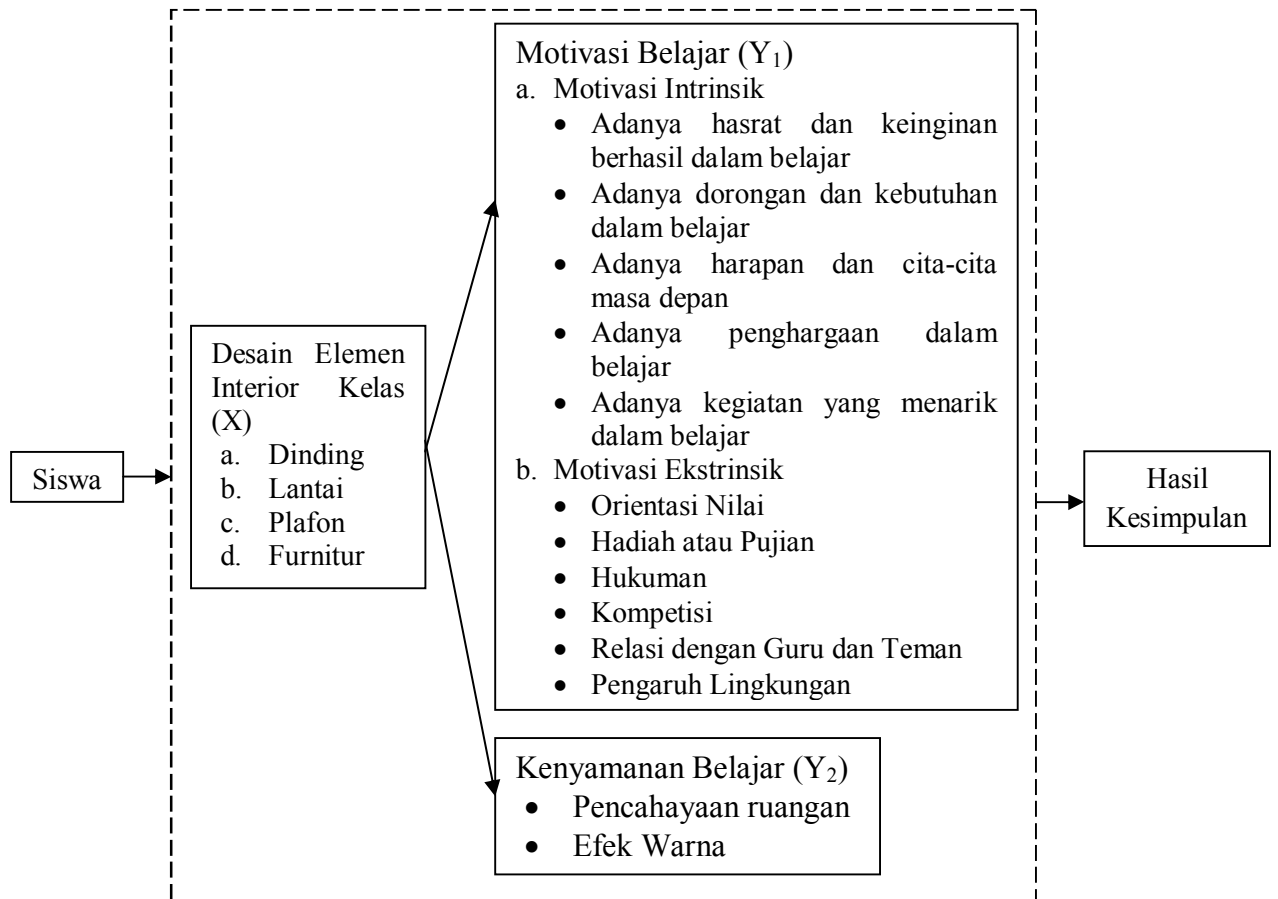 Siswa
Desain Elemen
Interior Kelas
(X)
a. Dinding
b. Lantai
c. Plafon
d. Furnitur
Motivasi Belajar (Y₁)
a. Motivasi Intrinsik
• Adanya hasrat dan keinginan
berhasil dalam belajar
• Adanya dorongan dan kebutuhan
dalam belajar
• Adanya harapan dan cita-cita
masa depan
• Adanya penghargaan dalam
belajar
• Adanya kegiatan yang menarik
dalam belajar
b. Motivasi Ekstrinsik
• Orientasi Nilai
• Hadiah atau Pujian
• Hukuman
• Kompetisi
• Relasi dengan Guru dan Teman
• Pengaruh Lingkungan
Kenyamanan Belajar (Y₂)
• Pencahayaan ruangan
• Efek Warna
Hasil
Kesimpulan